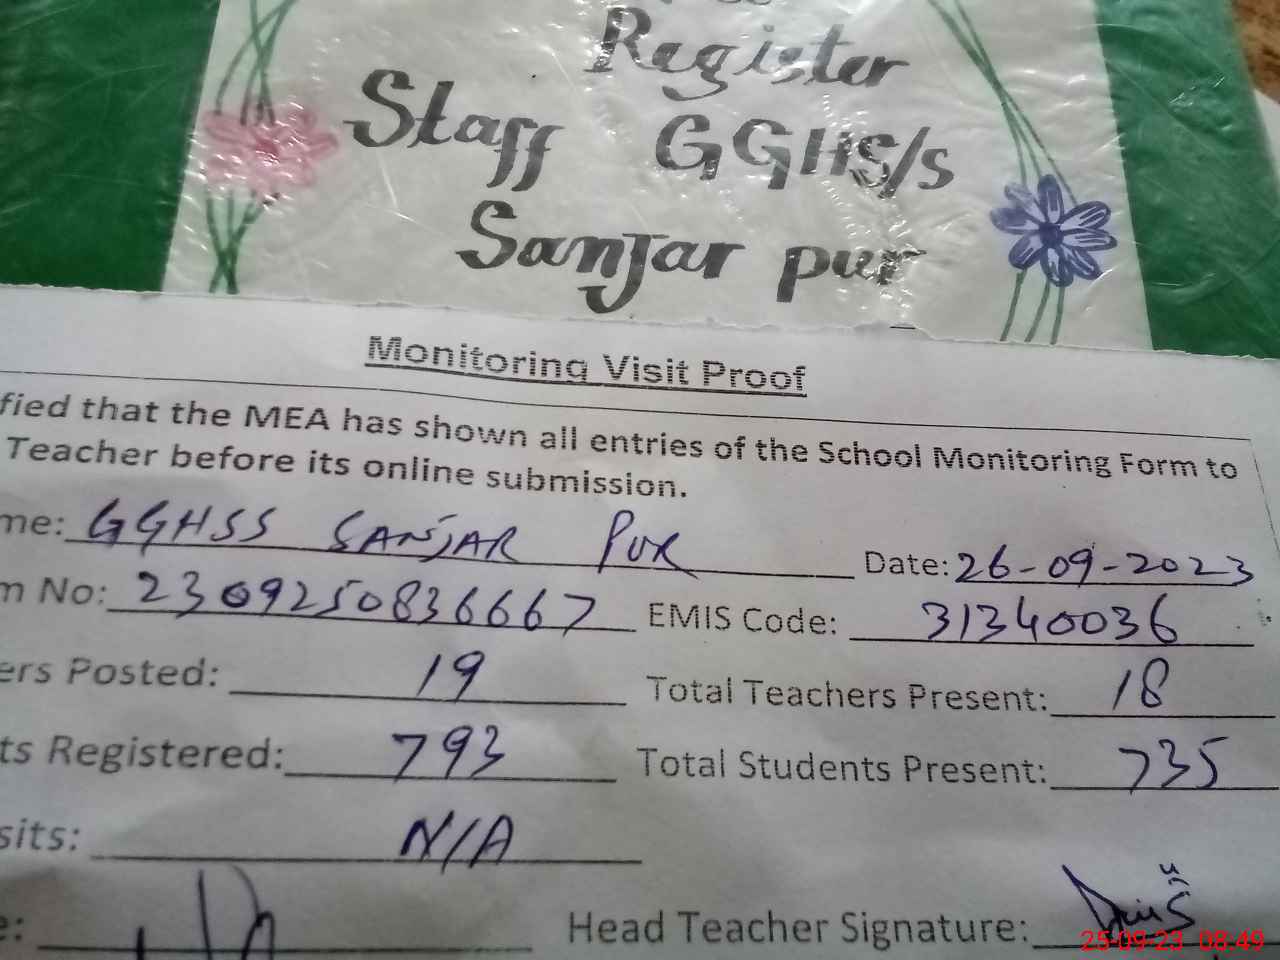 Register
Staff GGHS/S
Sanjar pur
Monitoring Visit Proof
fied that the MEA has shown all entries of the School Monitoring Form to
Teacher before its online submission.
me: GGHSS SANJAR PUR Date: 26-09-2023
m No: 2309250836667 EMIS Code: 31340036
ers Posted: 19 Total Teachers Present: 18
ts Registered: 793 Total Students Present: 735
sits: N/A
e: Head Teacher Signature:
25-09-23 08:49